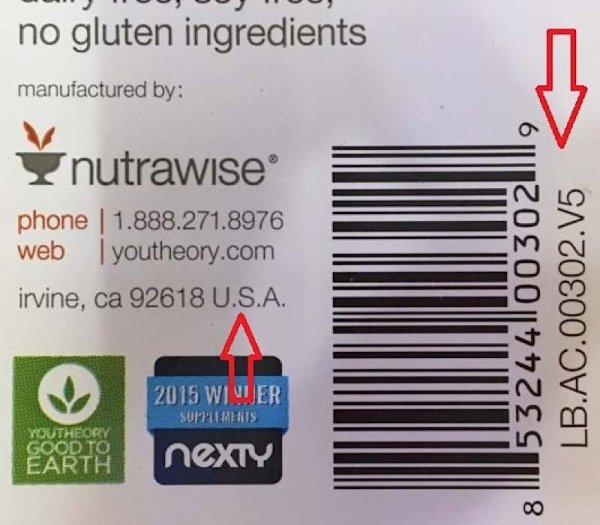 no gluten ingredients
manufactured by:
nutrawise®
phone | 1.888.271.8976
web | youtheory.com
irvine, ca 92618 U.S.A.
YOUTHEORY
GOOD TO
EARTH
2015 WINNER
SUPPLEMENTS
nexty
8 53244 00302 9
LB.AC.00302.V5